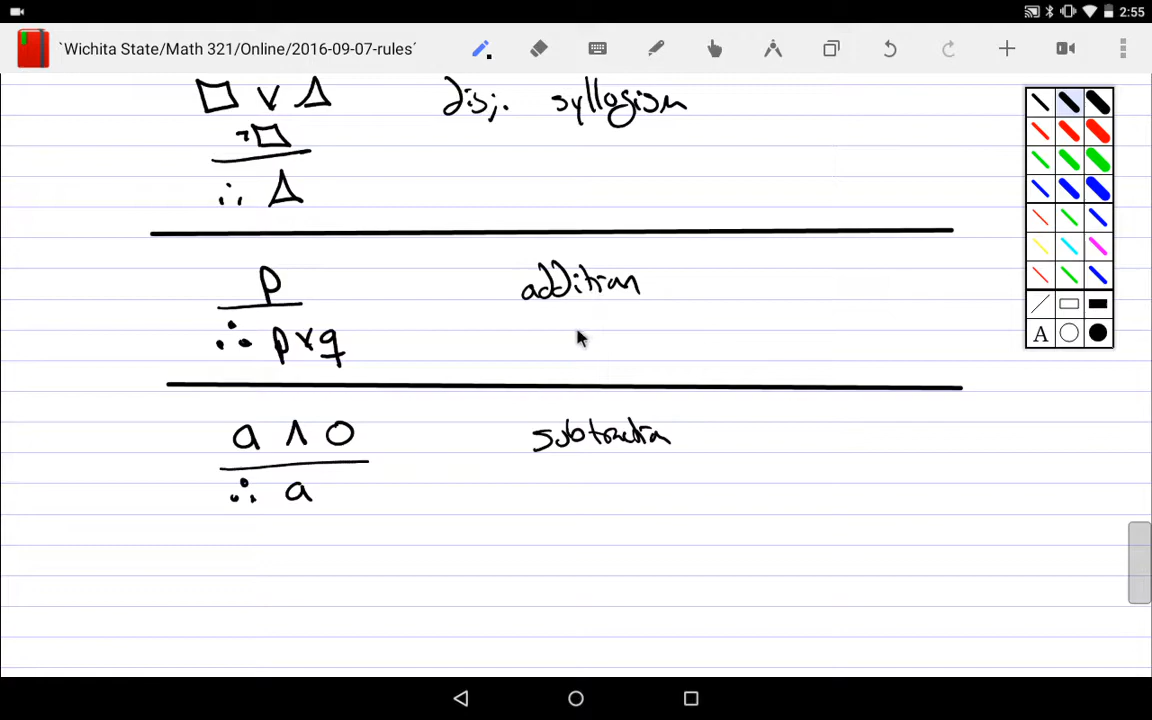 2:55
`Wichita State/Math 321/Online/2016-09-07-rules´
□ ∨ △ disj. syllogism
¬□
∴ △
p addition
∴ p∨q
a ∧ O subtraction
∴ a
A